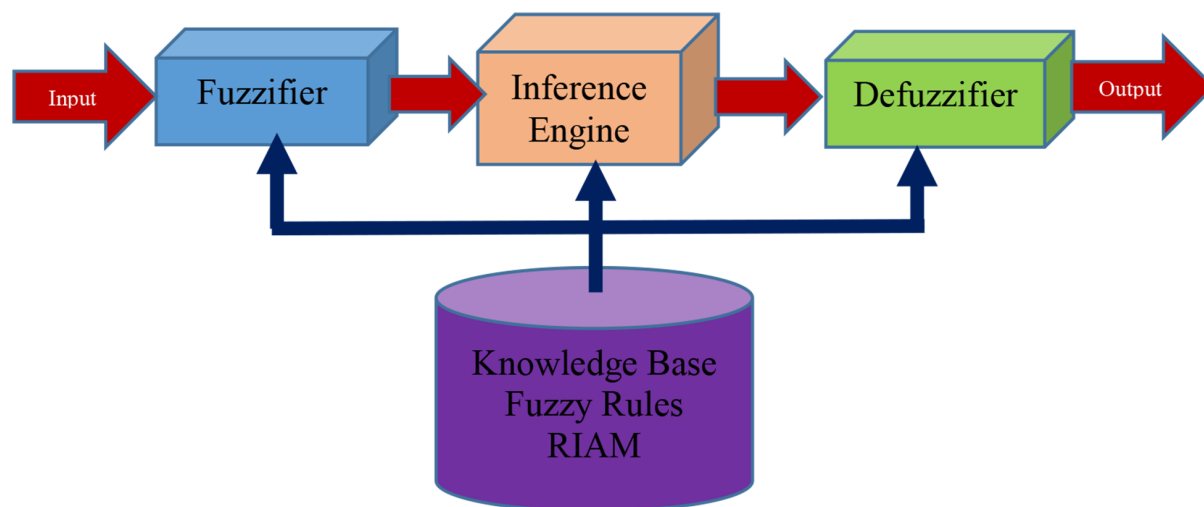 Input
Fuzzifier
Inference
Engine
Defuzzifier
Output
Knowledge Base
Fuzzy Rules
RIAM